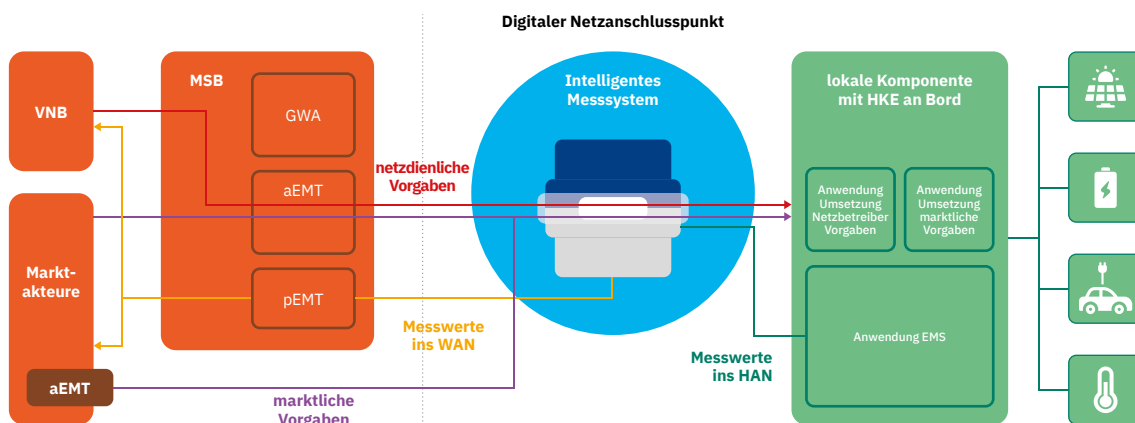 Digitaler Netzanschlusspunkt
VNB
MSB
GWA
aEMT
pEMT
Markt-
akteure
aEMT
netzdienliche
Vorgaben
Messwerte
ins WAN
marktliche
Vorgaben
Intelligentes
Messsystem
Messwerte
ins HAN
lokale Komponente
mit HKE an Bord
Anwendung
Umsetzung
Netzbetreiber
Vorgaben
Anwendung
Umsetzung
marktliche
Vorgaben
Anwendung EMS